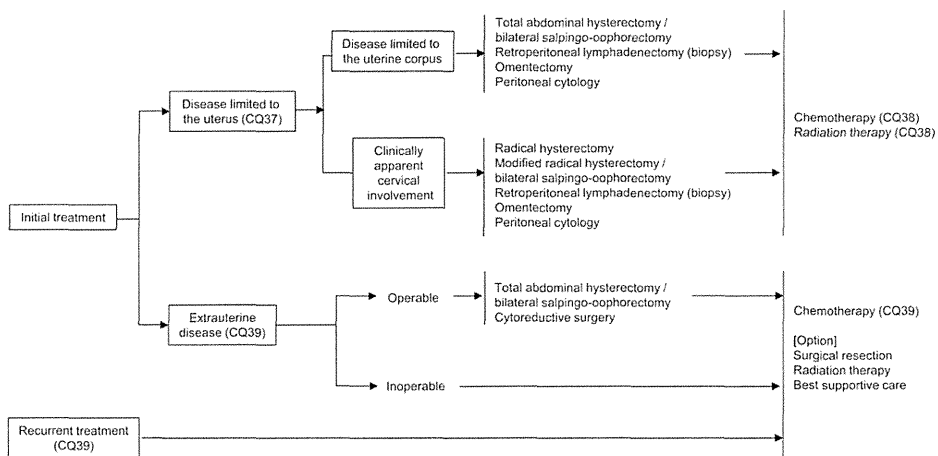 Initial treatment
Disease limited to
the uterus (CQ37)
Disease limited to
the uterine corpus
Total abdominal hysterectomy /
bilateral salpingo-oophorectomy
Retroperitoneal lymphadenectomy (biopsy)
Omentectomy
Peritoneal cytology
Clinically
apparent
cervical
involvement
Radical hysterectomy
Modified radical hysterectomy /
bilateral salpingo-oophorectomy
Retroperitoneal lymphadenectomy (biopsy)
Omentectomy
Peritoneal cytology
Chemotherapy (CQ38)
Radiation therapy (CQ38)
Extrauterine
disease (CQ39)
Operable
Total abdominal hysterectomy /
bilateral salpingo-oophorectomy
Cytoreductive surgery
Inoperable
Chemotherapy (CQ39)
[Option]
Surgical resection
Radiation therapy
Best supportive care
Recurrent treatment
(CQ39)